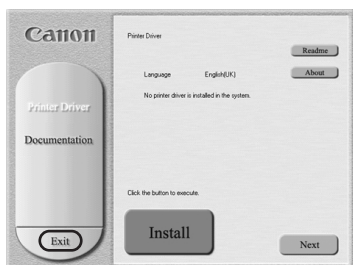 Canon
Printer Driver
Documentation
Exit
Printer Driver
Readme
Language English(UK)
About
No printer driver is installed in the system.
Click the button to execute.
Install
Next